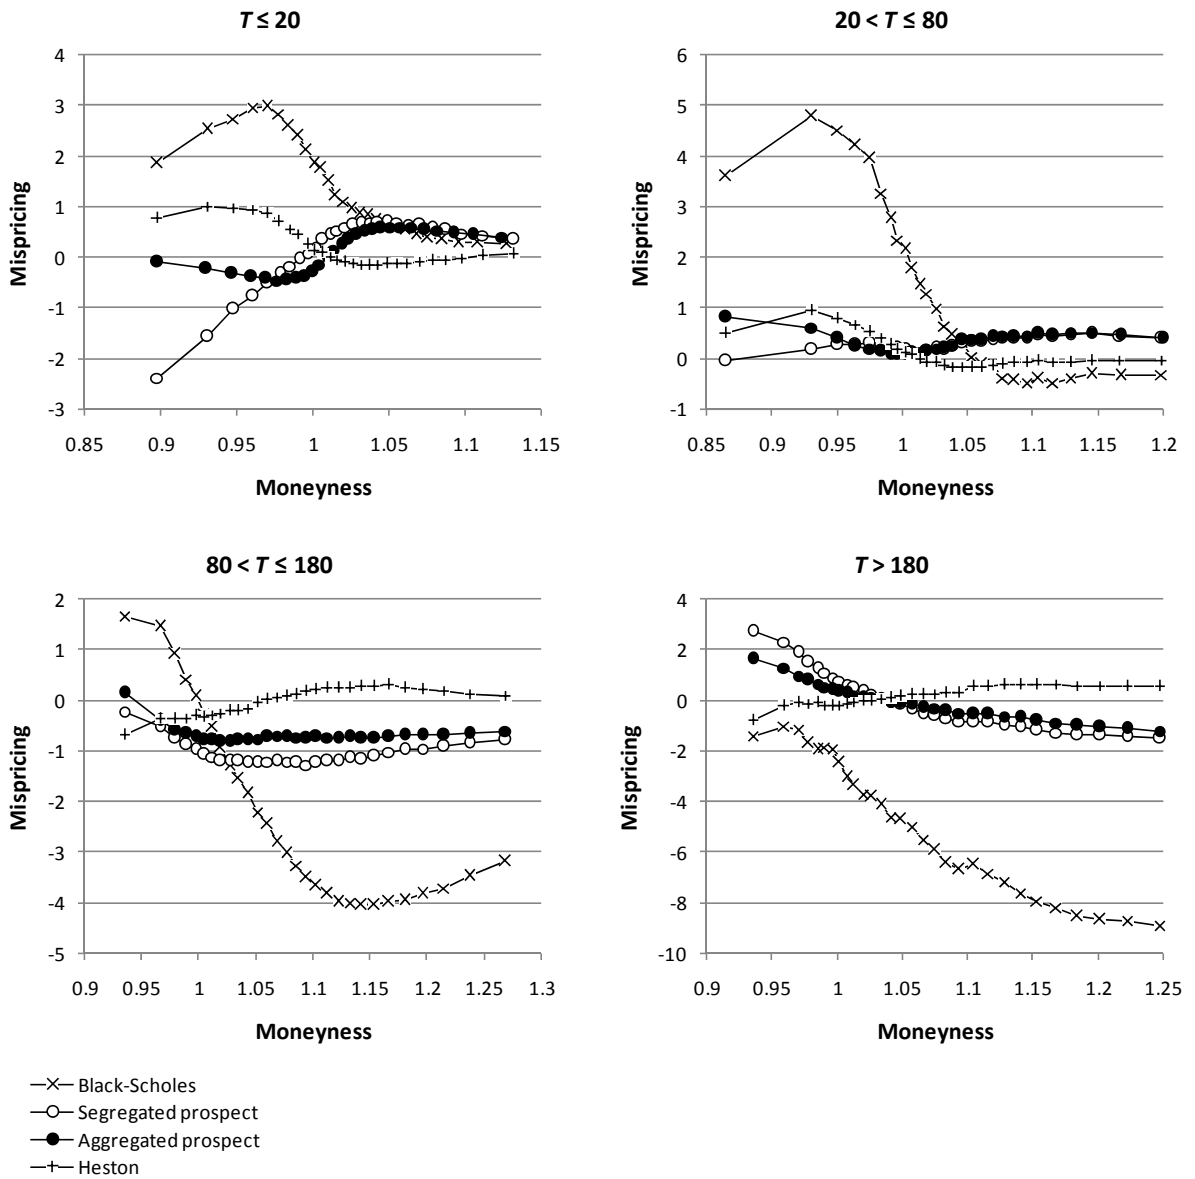 T ≤ 20
4
3
2
1
0
-1
-2
-3
Mispricing
0.85 0.9 0.95 1 1.05 1.1 1.15
Moneyness
20 < T ≤ 80
6
5
4
3
2
1
0
-1
Mispricing
0.85 0.9 0.95 1 1.05 1.1 1.15 1.2
Moneyness
80 < T ≤ 180
2
1
0
-1
-2
-3
-4
-5
Mispricing
0.9 0.95 1 1.05 1.1 1.15 1.2 1.25 1.3
Moneyness
T > 180
4
2
0
-2
-4
-6
-8
-10
Mispricing
0.9 0.95 1 1.05 1.1 1.15 1.2 1.25
Moneyness
Black-Scholes
Segregated prospect
Aggregated prospect
Heston